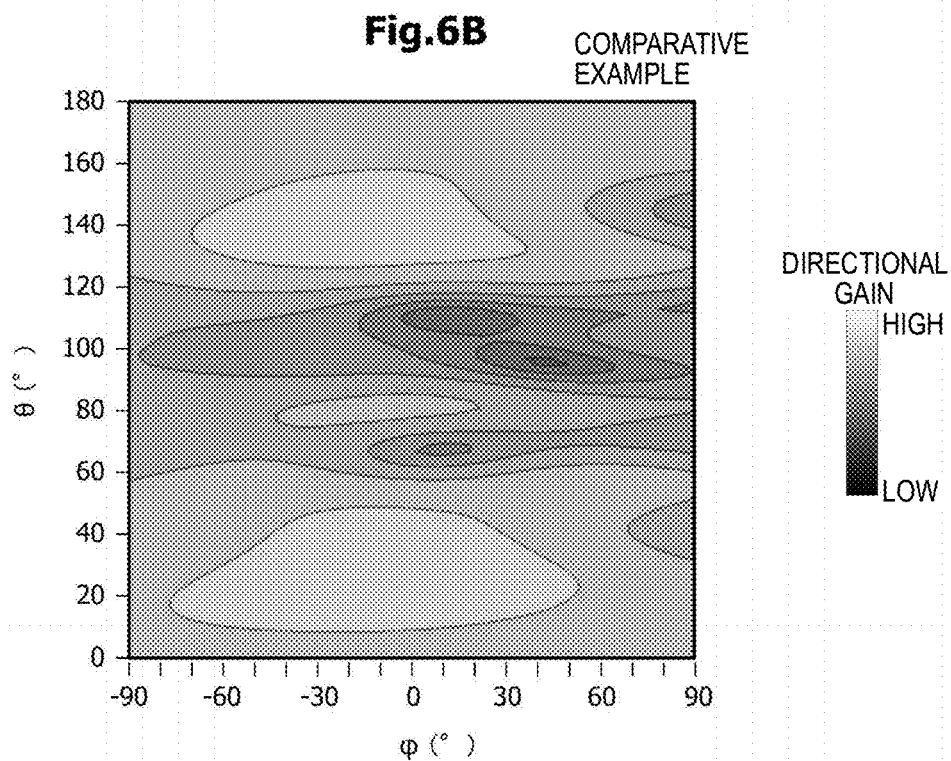 Fig.6B
COMPARATIVE
EXAMPLE
180
160
140
120
100
80
60
40
20
0
θ (°)
-90
-60
-30
0
30
60
90
φ (°)
DIRECTIONAL
GAIN
HIGH
LOW